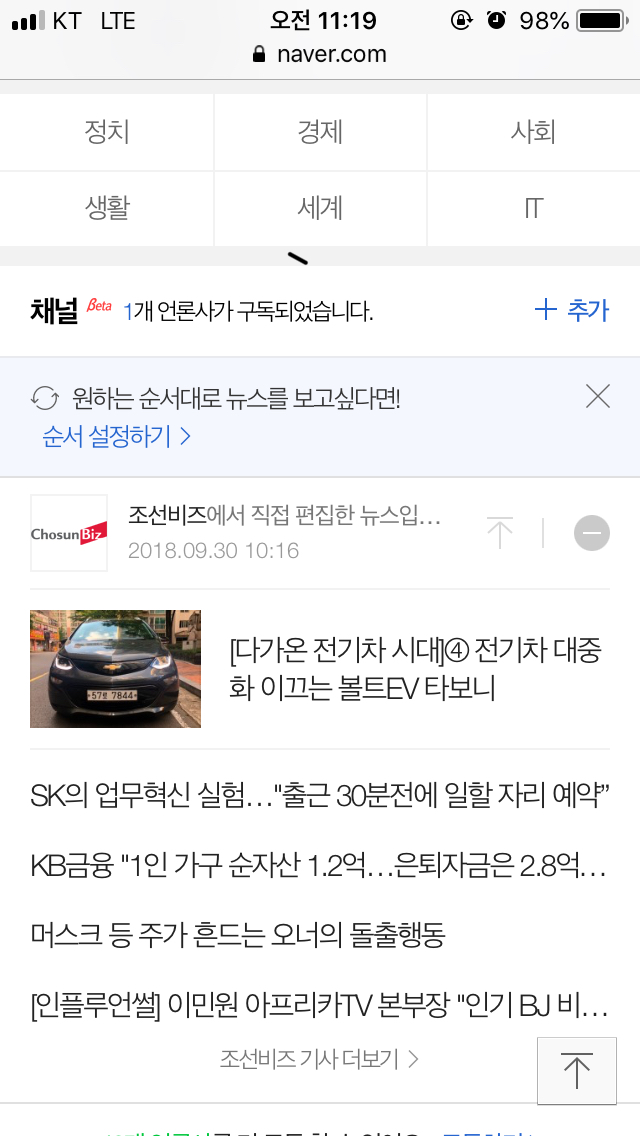 KT LTE 오전 11:19 98%
naver.com
정치 경제 사회
생활 세계 IT
채널 Beta 1개 언론사가 구독되었습니다. + 추가
원하는 순서대로 뉴스를 보고싶다면!
순서 설정하기 >
ChosunBiz 조선비즈에서 직접 편집한 뉴스입...
2018.09.30 10:16
[다가온 전기차 시대]④ 전기차 대중
화 이끄는 볼트EV 타보니
57보 7844
SK의 업무혁신 실험..."출근 30분전에 일할 자리 예약”
KB금융 "1인 가구 순자산 1.2억...은퇴자금은 2.8억...
머스크 등 주가 흔드는 오너의 돌출행동
[인플루언썰] 이민원 아프리카TV 본부장 "인기 BJ 비...
조선비즈 기사 더보기 >